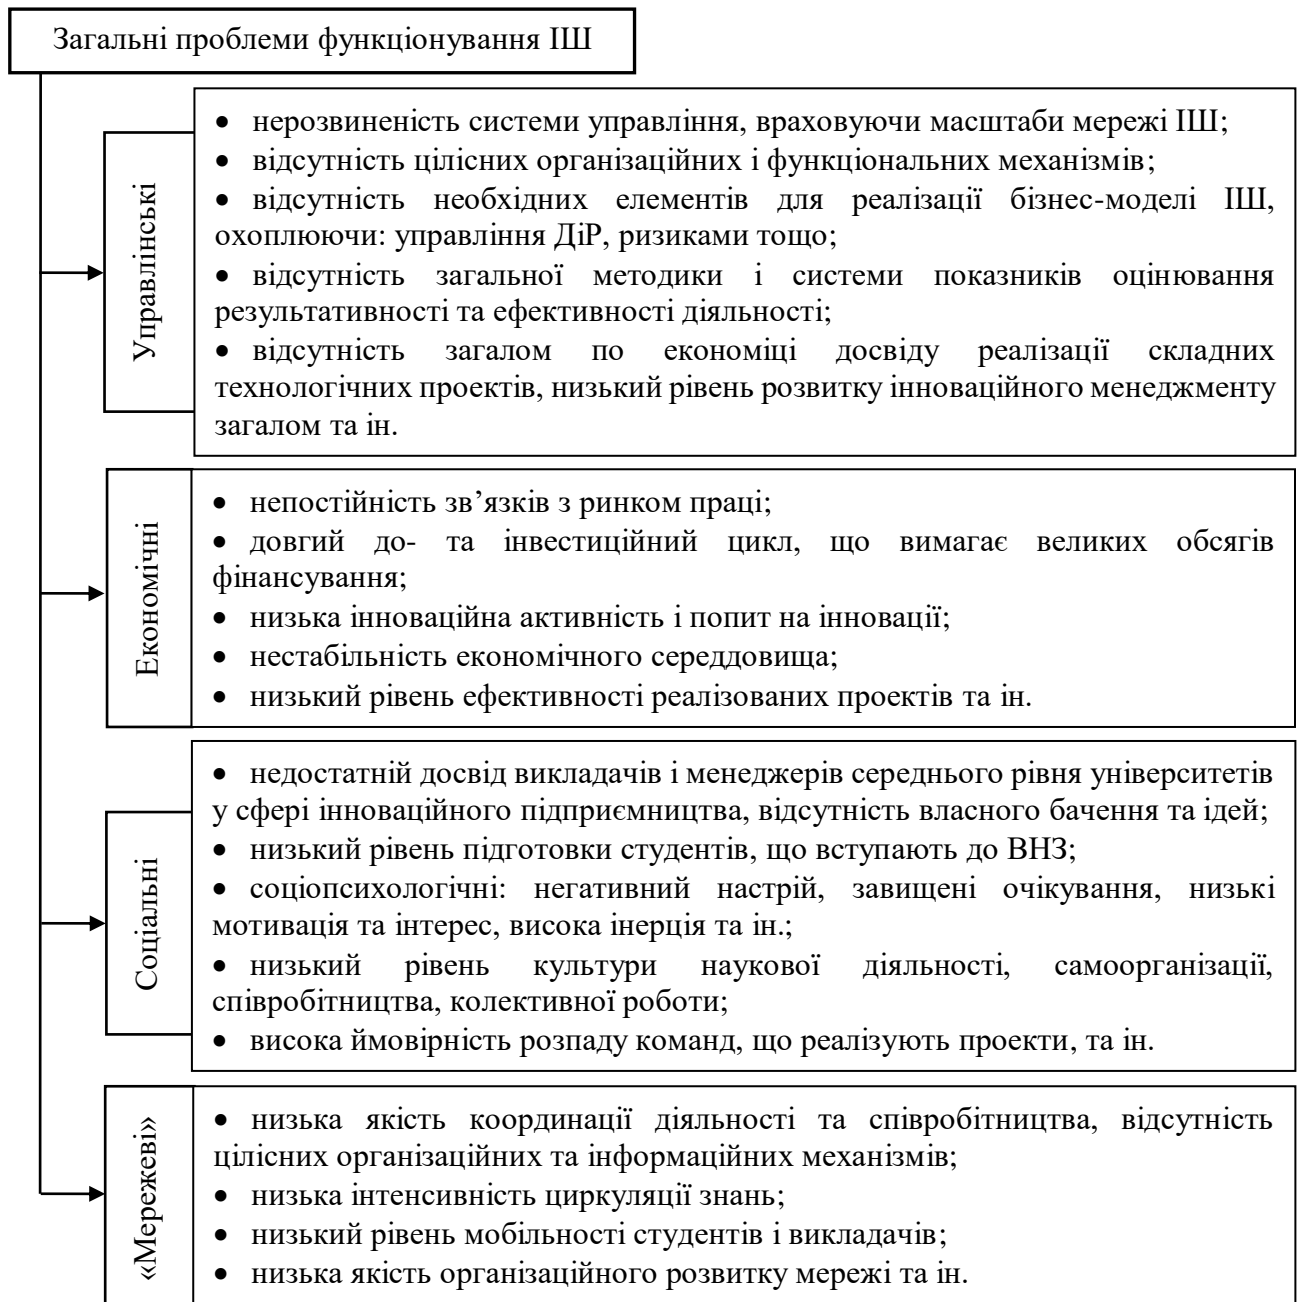 Загальні проблеми функціонування ІШ
Управлінські
• нерозвиненість системи управління, враховуючи масштаби мережі ІШ;
• відсутність цілісних організаційних і функціональних механізмів;
• відсутність необхідних елементів для реалізації бізнес-моделі ІШ,
охоплюючи: управління ДіР, ризиками тощо;
• відсутність загальної методики і системи показників оцінювання
результативності та ефективності діяльності;
• відсутність загалом по економіці досвіду реалізації складних
технологічних проектів, низький рівень розвитку інноваційного менеджменту
загалом та ін.
Економічні
• непостійність зв’язків з ринком праці;
• довгий до- та інвестиційний цикл, що вимагає великих обсягів
фінансування;
• низька інноваційна активність і попит на інновації;
• нестабільність економічного середдовища;
• низький рівень ефективності реалізованих проектів та ін.
Соціальні
• недостатній досвід викладачів і менеджерів середнього рівня університетів
у сфері інноваційного підприємництва, відсутність власного бачення та ідей;
• низький рівень підготовки студентів, що вступають до ВНЗ;
• соціопсихологічні: негативний настрій, завищені очікування, низькі
мотивація та інтерес, висока інерція та ін.;
• низький рівень культури наукової діяльності, самоорганізації,
співробітництва, колективної роботи;
• висока ймовірність розпаду команд, що реалізують проекти, та ін.
«Мережеві»
• низька якість координації діяльності та співробітництва, відсутність
цілісних організаційних та інформаційних механізмів;
• низька інтенсивність циркуляції знань;
• низький рівень мобільності студентів і викладачів;
• низька якість організаційного розвитку мережі та ін.